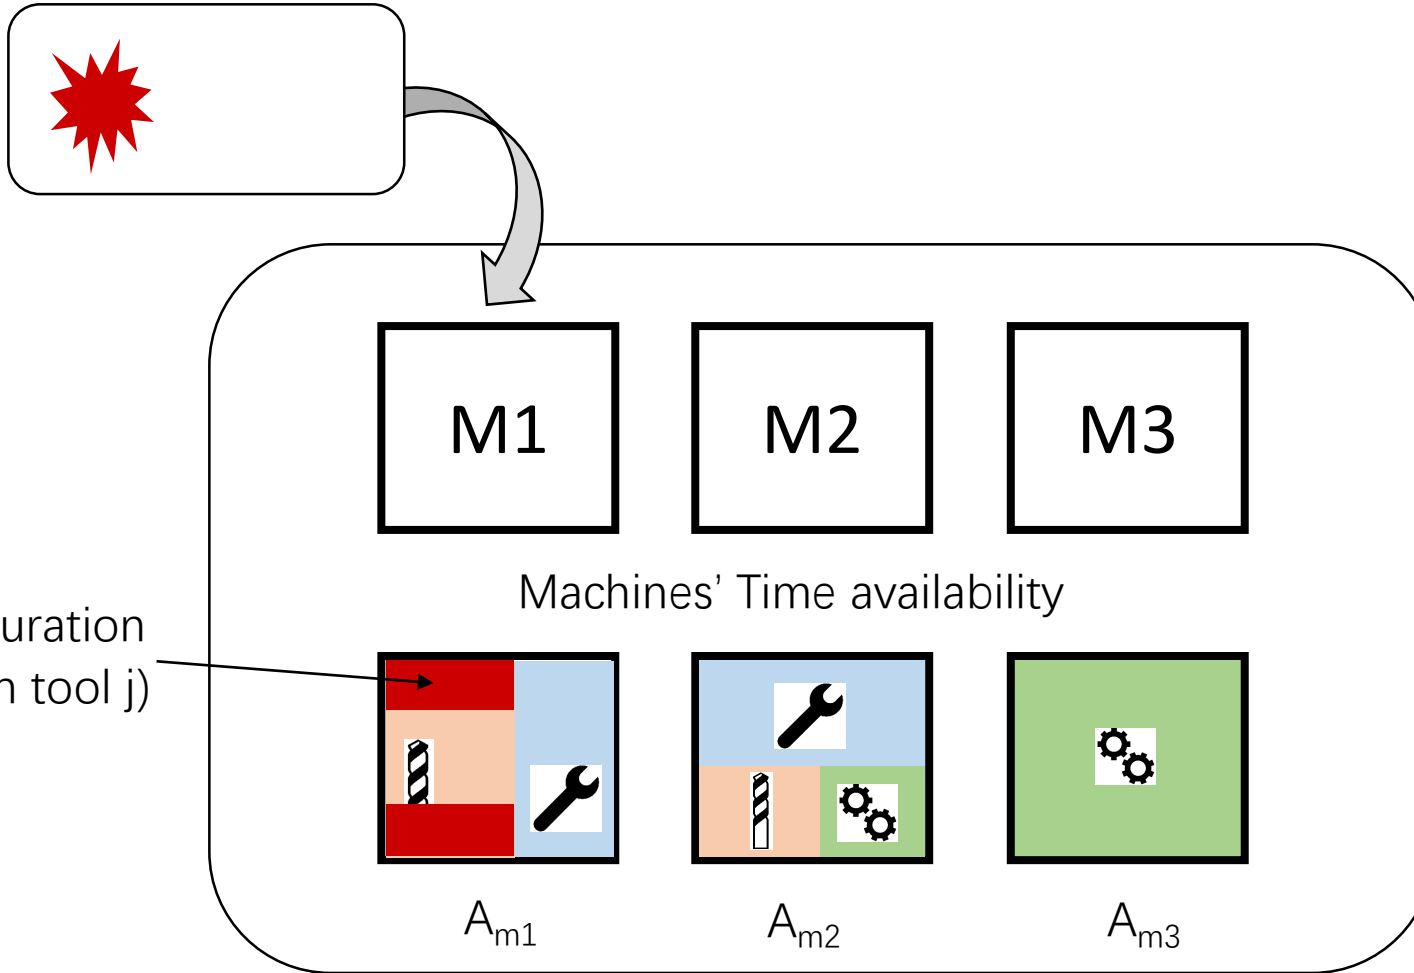 M1
M2
M3
Machines’ Time availability
uration
n tool j)
Am1
Am2
Am3